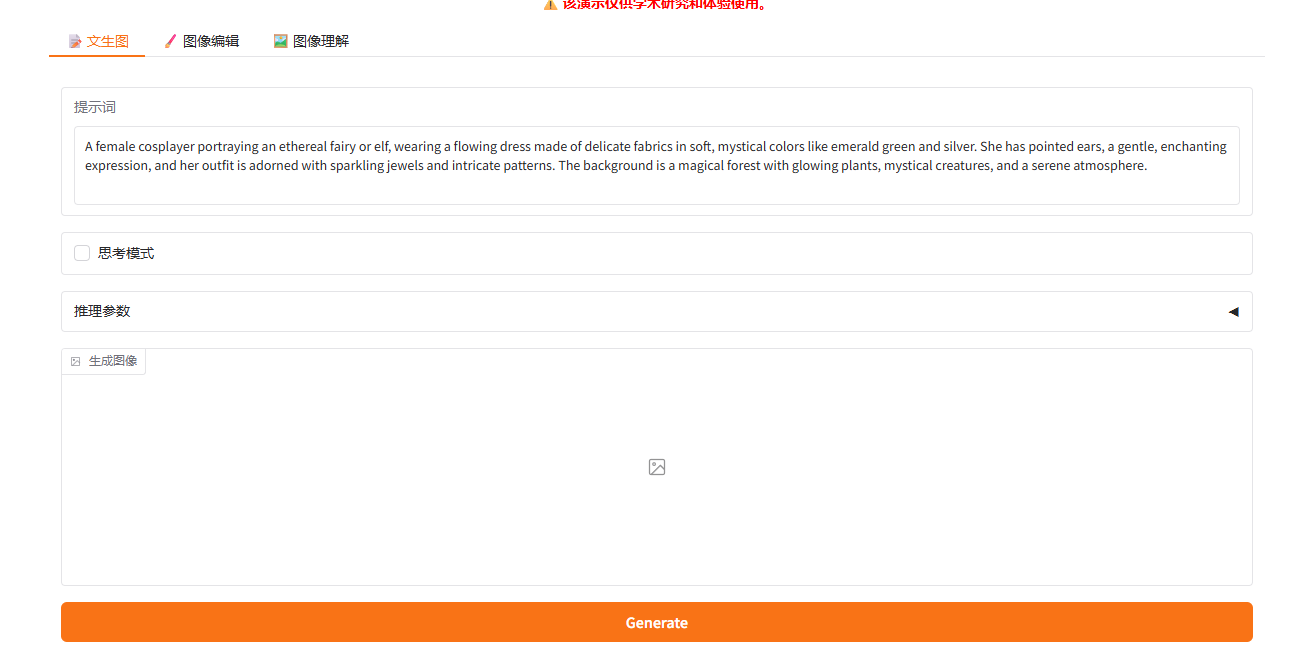 该演示仅供学术研究和体验使用。
文生图 图像编辑 图像理解
提示词
A female cosplayer portraying an ethereal fairy or elf, wearing a flowing dress made of delicate fabrics in soft, mystical colors like emerald green and silver. She has pointed ears, a gentle, enchanting
expression, and her outfit is adorned with sparkling jewels and intricate patterns. The background is a magical forest with glowing plants, mystical creatures, and a serene atmosphere.
思考模式
推理参数
生成图像
Generate